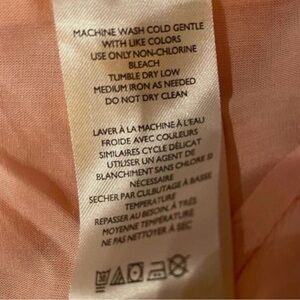 MACHINE WASH COLD GENTLE
WITH LIKE COLORS
USE ONLY NON-CHLORINE
BLEACH
TUMBLE DRY LOW
MEDIUM IRON AS NEEDED
DO NOT DRY CLEAN
LAVER À LA MACHINE À L'EAU
FROIDE AVEC COULEURS
SIMILAIRES CYCLE DÉLICAT
UTILISER UN AGENT DE
BLANCHIMENT SANS CHLORE SI
NÉCESSAIRE
SECHER PAR CULBUTAGE À BASSE
TEMPERATURE
REPASSER AU BESOIN, À TRÈS
MOYENNE TEMPÉRATURE
NE PAS NETTOYER À SEC